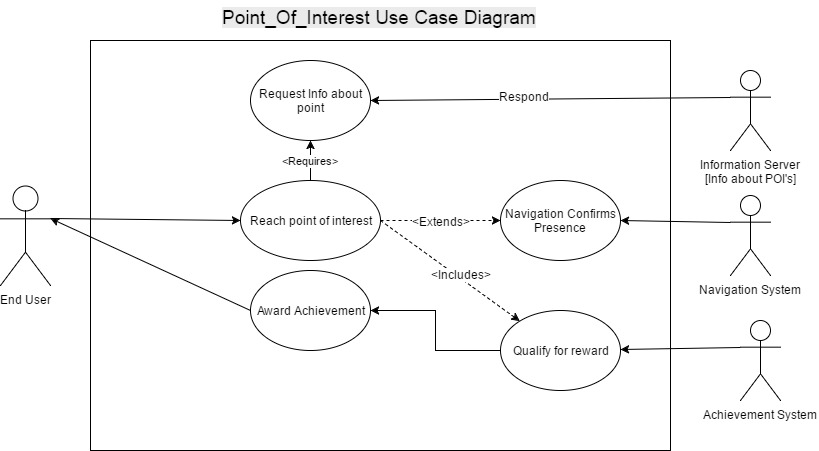 Point_Of_Interest Use Case Diagram
Request Info about
point
Respond
Information Server
[Info about POI's]
<Requires>
Reach point of interest
<Extends>
Navigation Confirms
Presence
Navigation System
End User
<Includes>
Award Achievement
Qualify for reward
Achievement System